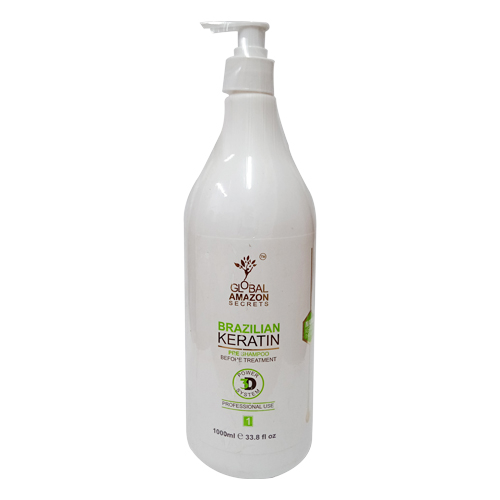 TM
GLOBAL
AMAZON
SECRETS
BRAZILIAN
KERATIN
PRE SHAMPOO
BEFORE TREATMENT
POWER
3D
SYSTEM
PROFESSIONAL USE
1
1000ml ℮ 33.8 fl oz